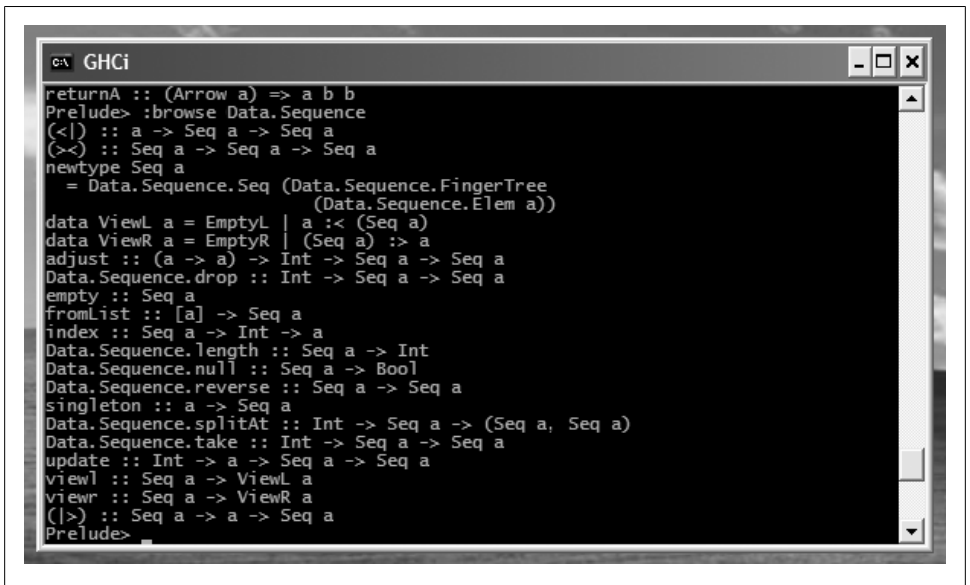 C:\ GHCi
returnA :: (Arrow a) => a b b
Prelude> :browse Data.Sequence
(<|) :: a -> Seq a -> Seq a
(><) :: Seq a -> Seq a -> Seq a
newtype Seq a
  = Data.Sequence.Seq (Data.Sequence.FingerTree
                         (Data.Sequence.Elem a))
data ViewL a = EmptyL | a :< (Seq a)
data ViewR a = EmptyR | (Seq a) :> a
adjust :: (a -> a) -> Int -> Seq a -> Seq a
Data.Sequence.drop :: Int -> Seq a -> Seq a
empty :: Seq a
fromList :: [a] -> Seq a
index :: Seq a -> Int -> a
Data.Sequence.length :: Seq a -> Int
Data.Sequence.null :: Seq a -> Bool
Data.Sequence.reverse :: Seq a -> Seq a
singleton :: a -> Seq a
Data.Sequence.splitAt :: Int -> Seq a -> (Seq a, Seq a)
Data.Sequence.take :: Int -> Seq a -> Seq a
update :: Int -> a -> Seq a -> Seq a
viewl :: Seq a -> ViewL a
viewr :: Seq a -> ViewR a
(|>) :: Seq a -> a -> Seq a
Prelude> _